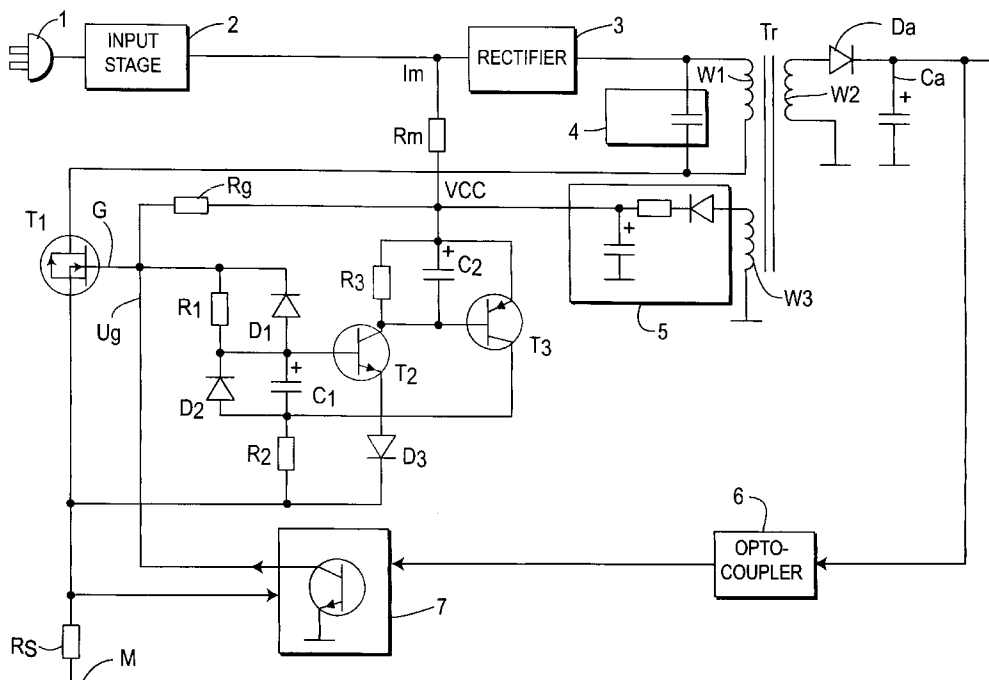 1
INPUT
STAGE
2
Im
RECTIFIER
3
Tr
Da
W1
W2
Ca
+
4
Rm
VCC
Rg
T1
G
Ug
R1
D1
+
D2
C1
R2
R3
+
C2
T2
T3
D3
+
5
W3
6
OPTO-
COUPLER
7
RS
M